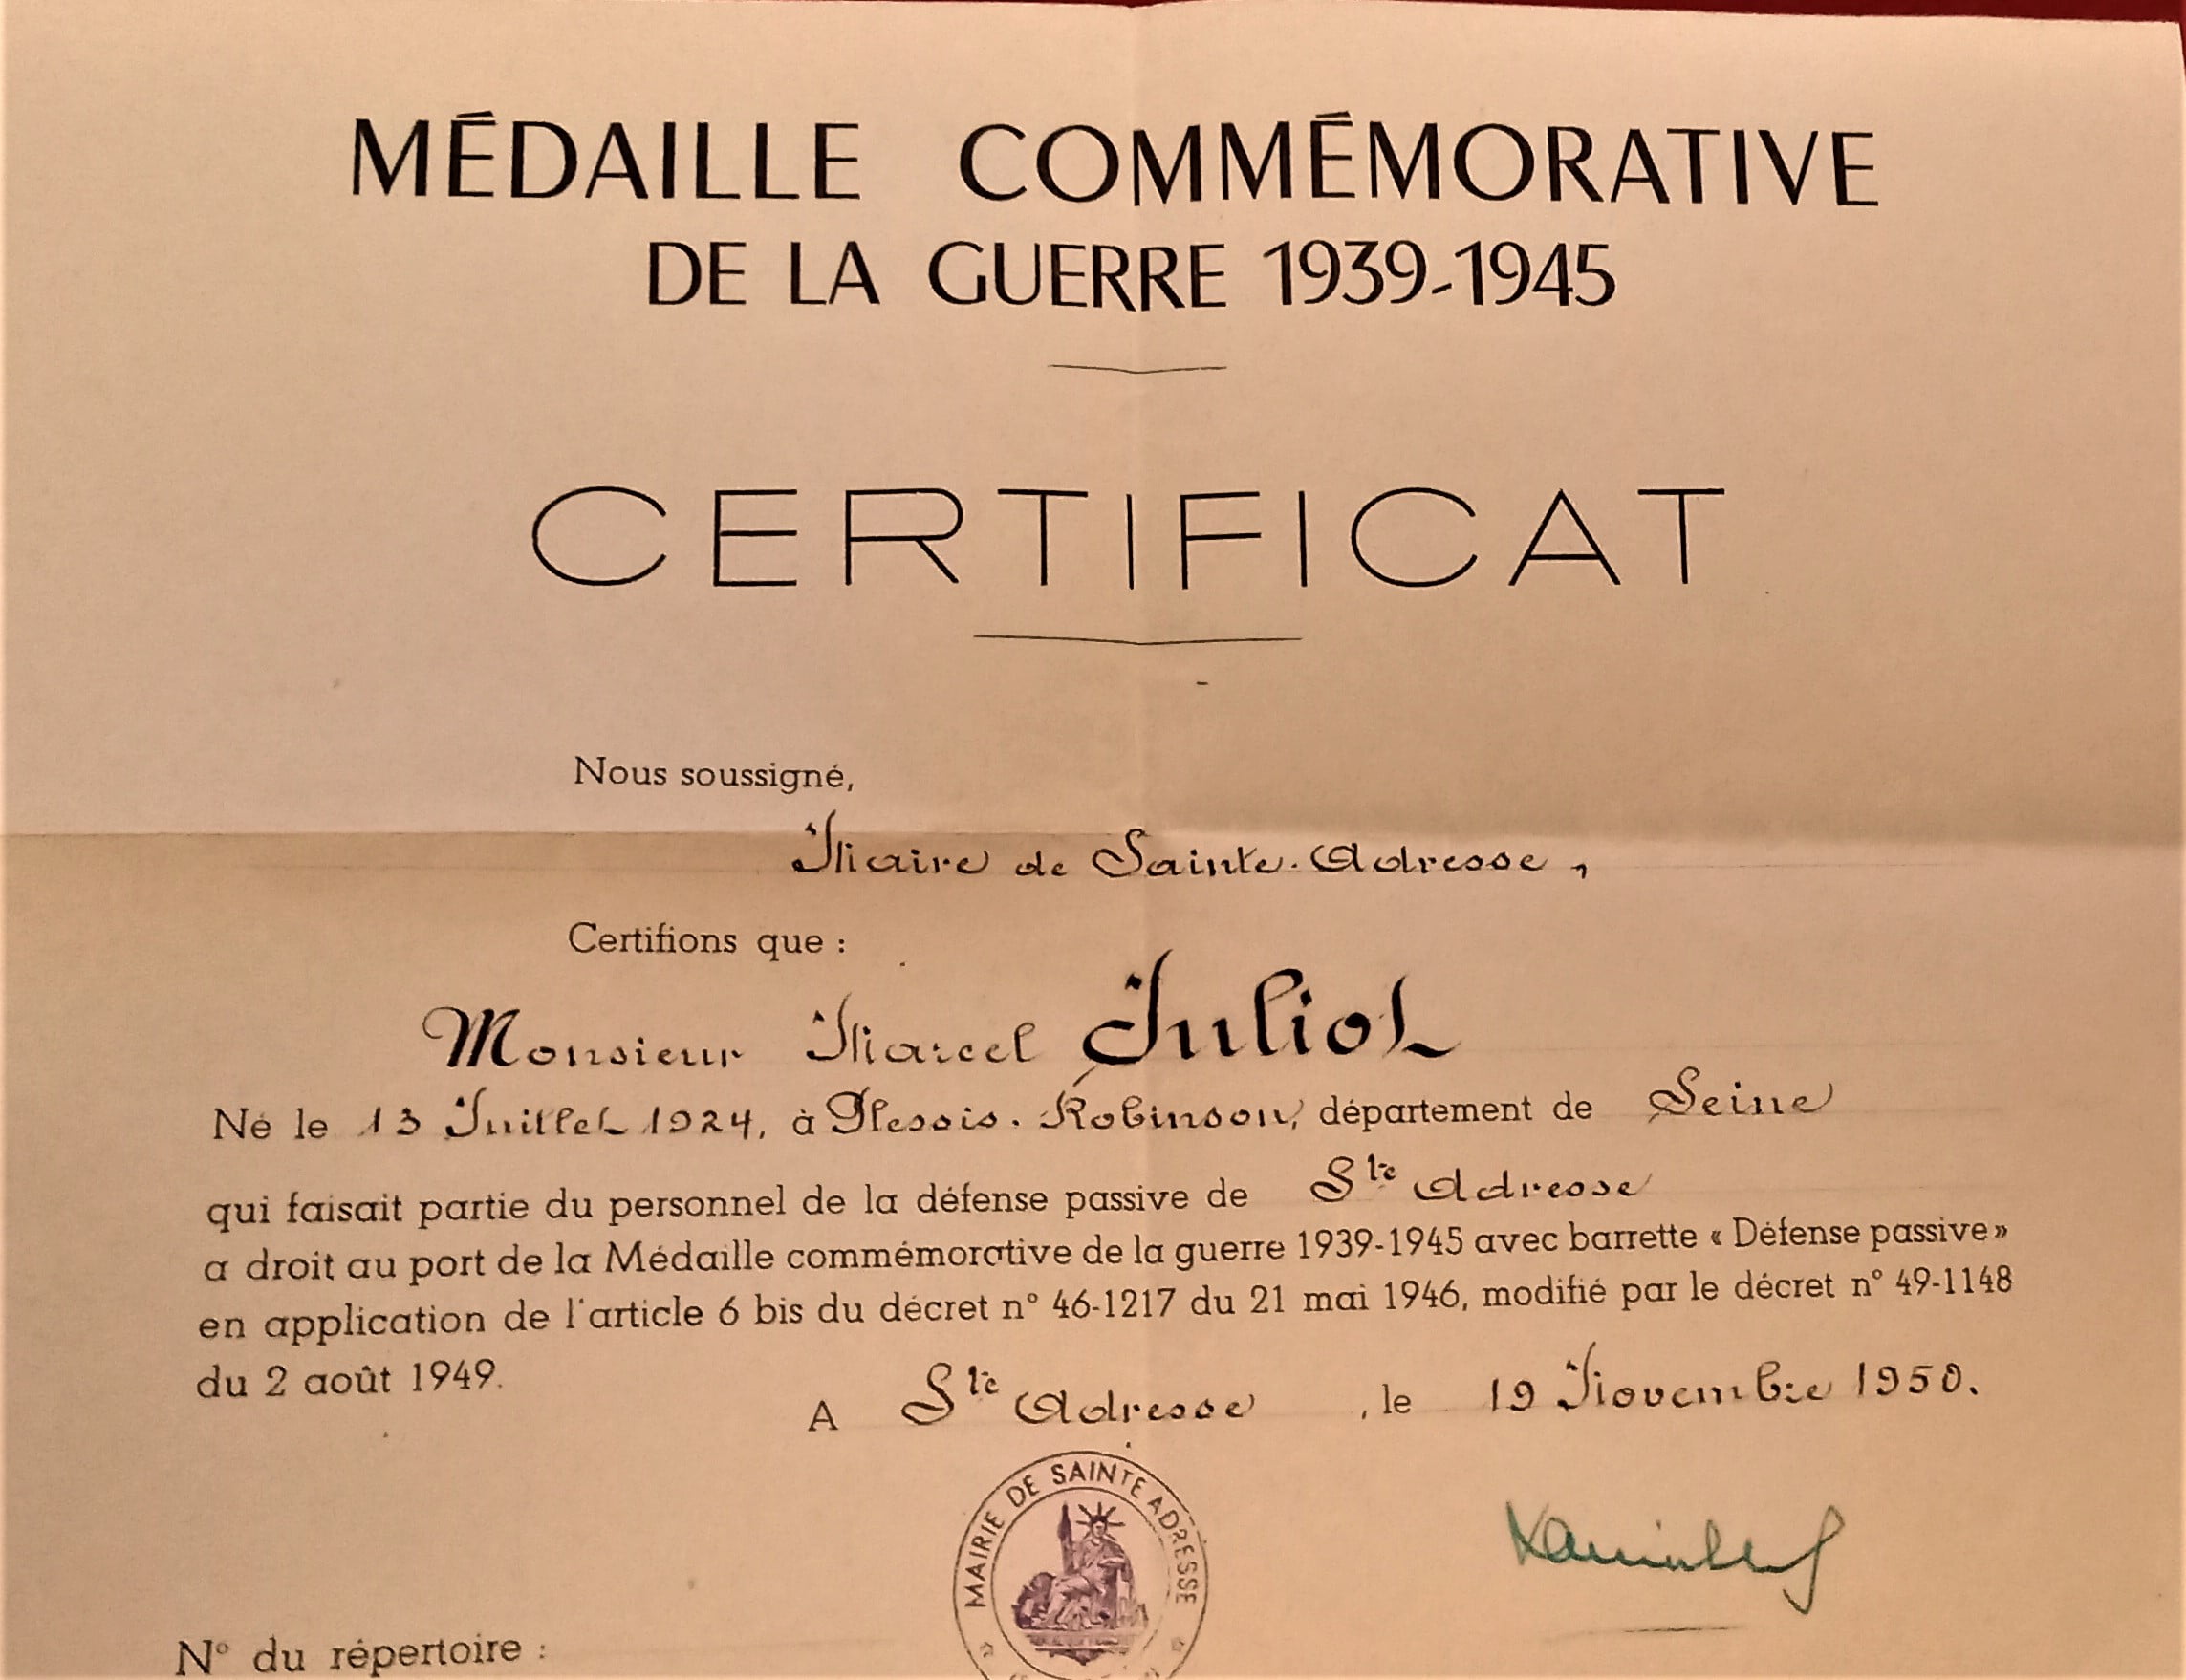 MÉDAILLE COMMÉMORATIVE
DE LA GUERRE 1939-1945
CERTIFICAT
Nous soussigné,
Maire de Sainte-Adresse,
Certifions que :
Monsieur Marcel Juliot
Né le 13 Juillet 1924, à Plessis-Robinson, département de Seine
qui faisait partie du personnel de la défense passive de Ste Adresse
a droit au port de la Médaille commémorative de la guerre 1939-1945 avec barrette « Défense passive »
en application de l'article 6 bis du décret n° 46-1217 du 21 mai 1946, modifié par le décret n° 49-1148
du 2 août 1949.
A Ste Adresse, le 19 Novembre 1950.
MAIRIE DE SAINTE ADRESSE
N° du répertoire :